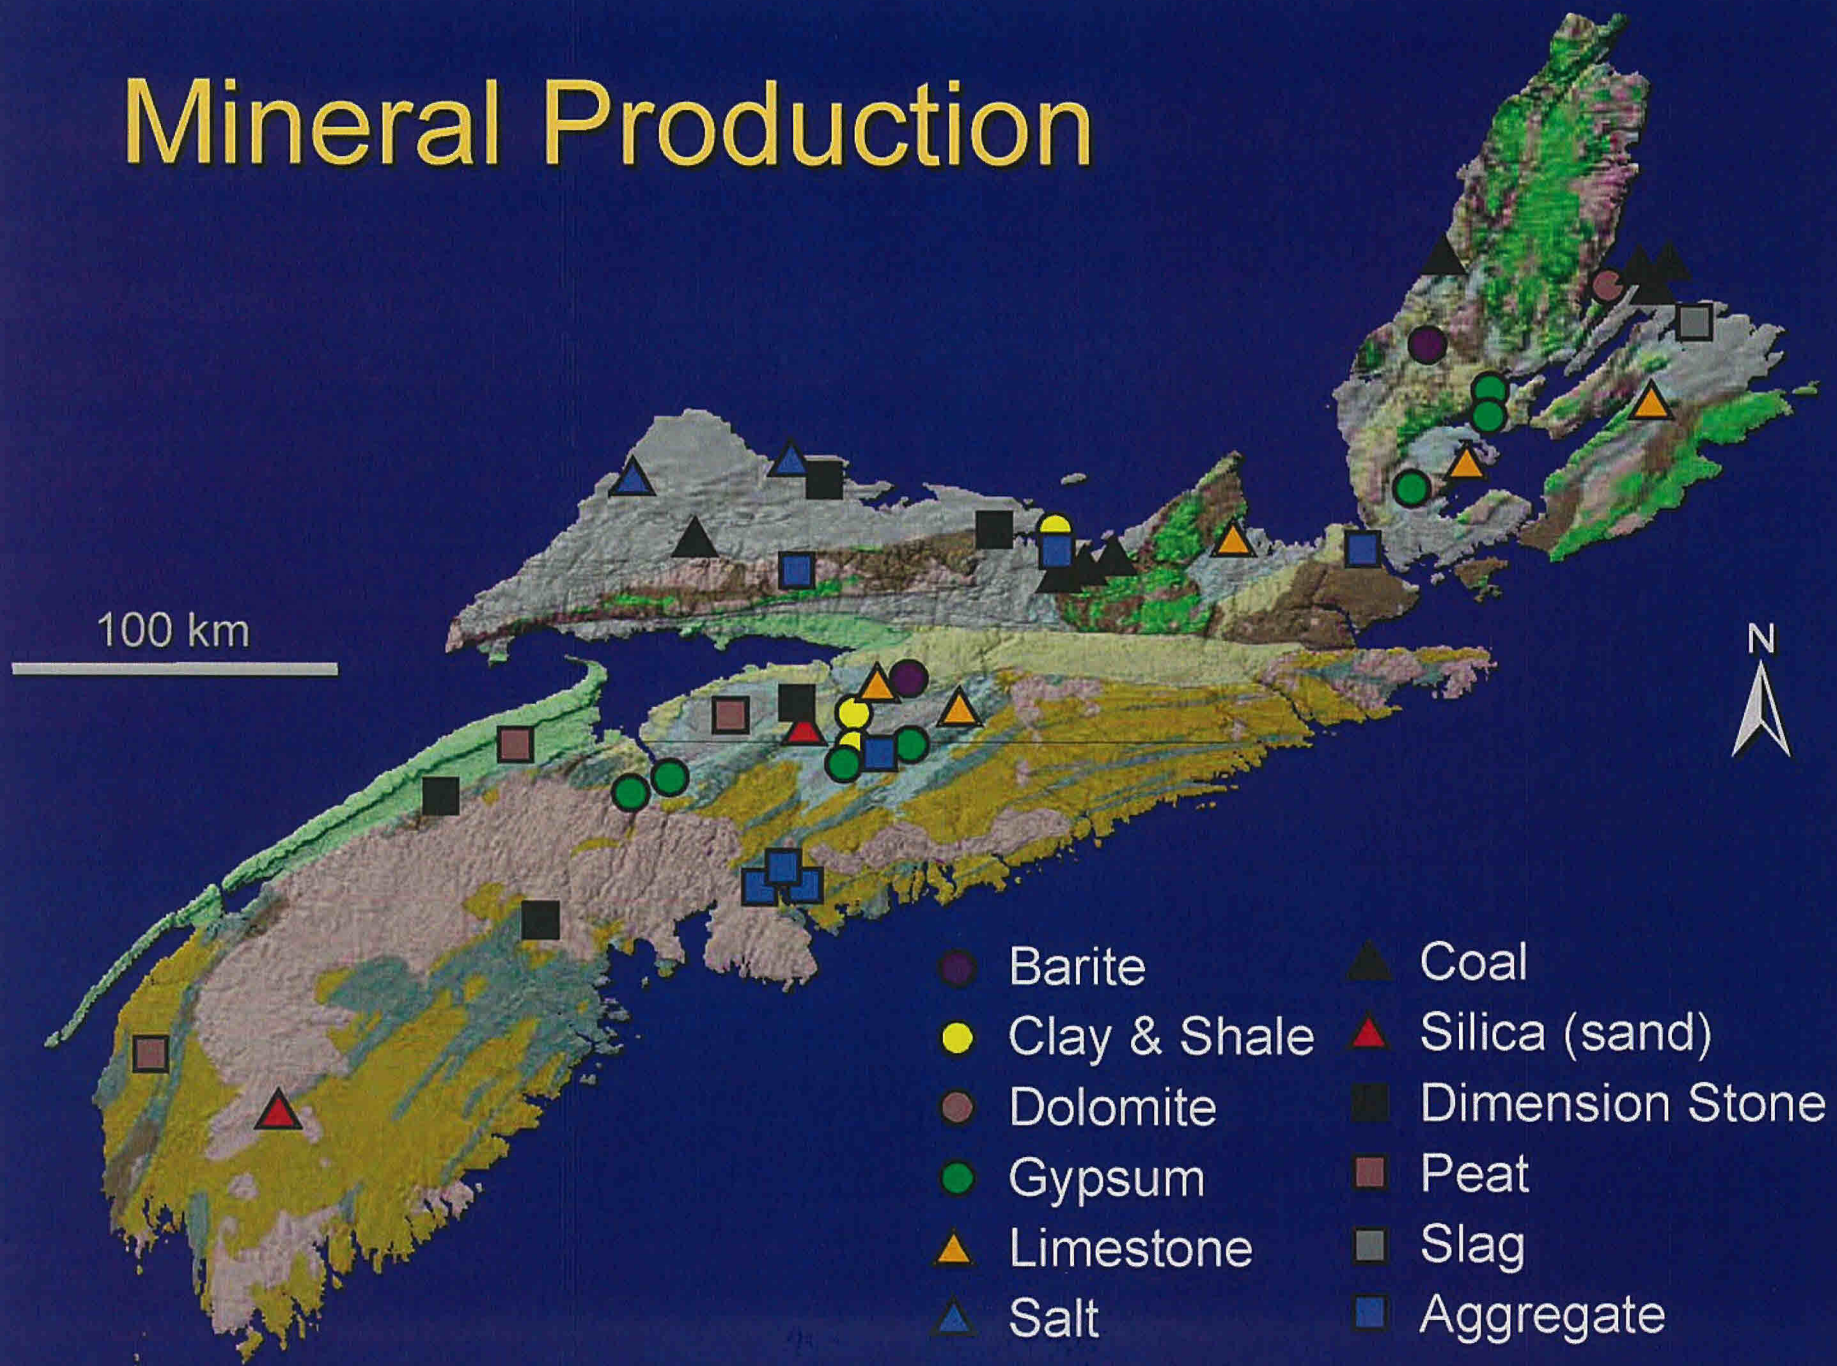 Mineral Production
100 km
N
Barite
Clay & Shale
Dolomite
Gypsum
Limestone
Salt
Coal
Silica (sand)
Dimension Stone
Peat
Slag
Aggregate